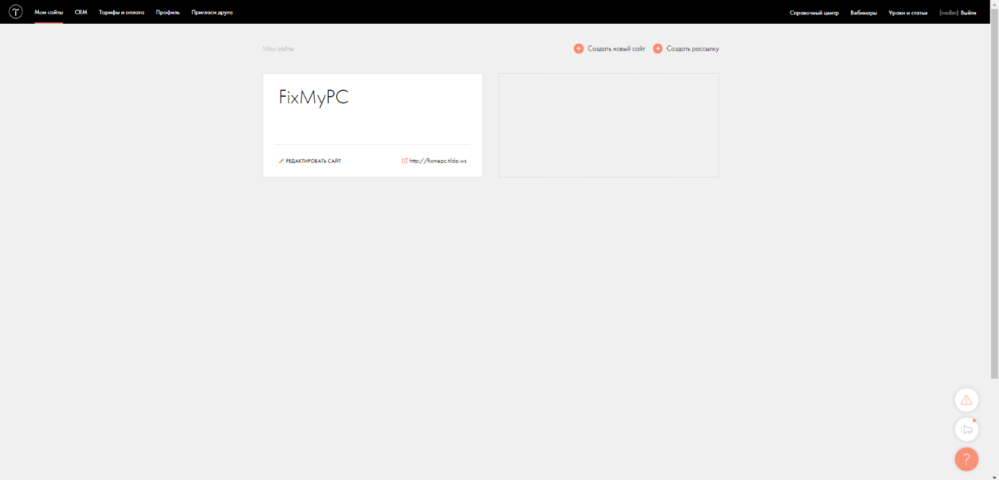 Мои сайты CRM Тарифы и оплата Профиль Пригласи друга Справочный центр Вебинары Уроки и статьи (vadim) Выйти
Мои сайты: Создать новый сайт Создать рассылку
FixMyPC
РЕДАКТИРОВАТЬ САЙТ http://fixmepc.tilda.ws
?